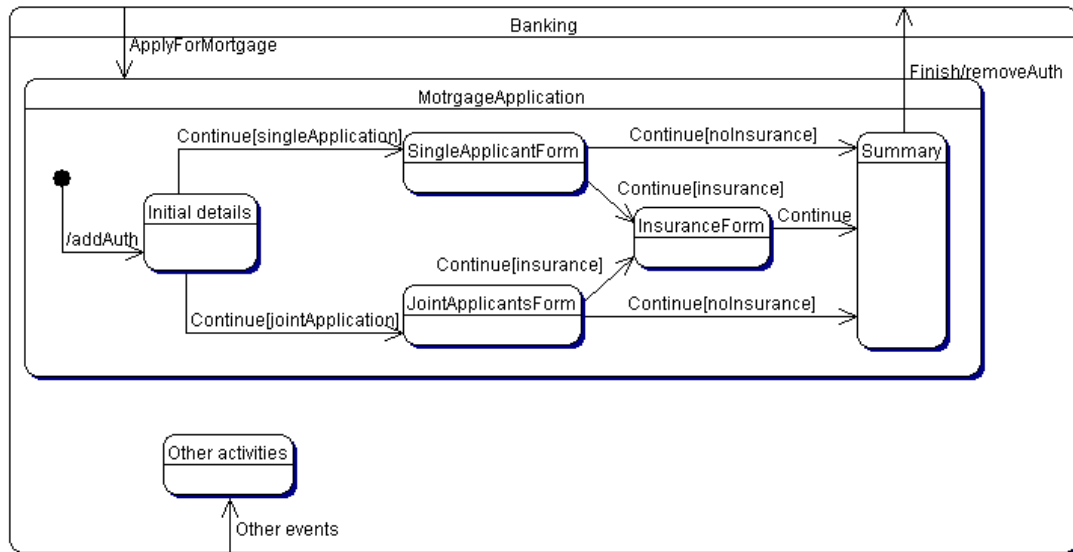 Banking
ApplyForMortgage
Finish/removeAuth
MotrgageApplication
Continue[singleApplication]
Continue[noInsurance]
SingleApplicantForm
Summary
Continue[insurance]
Initial details
InsuranceForm
Continue
/addAuth
Continue[insurance]
JointApplicantsForm
Continue[noInsurance]
Continue[jointApplication]
Other activities
Other events